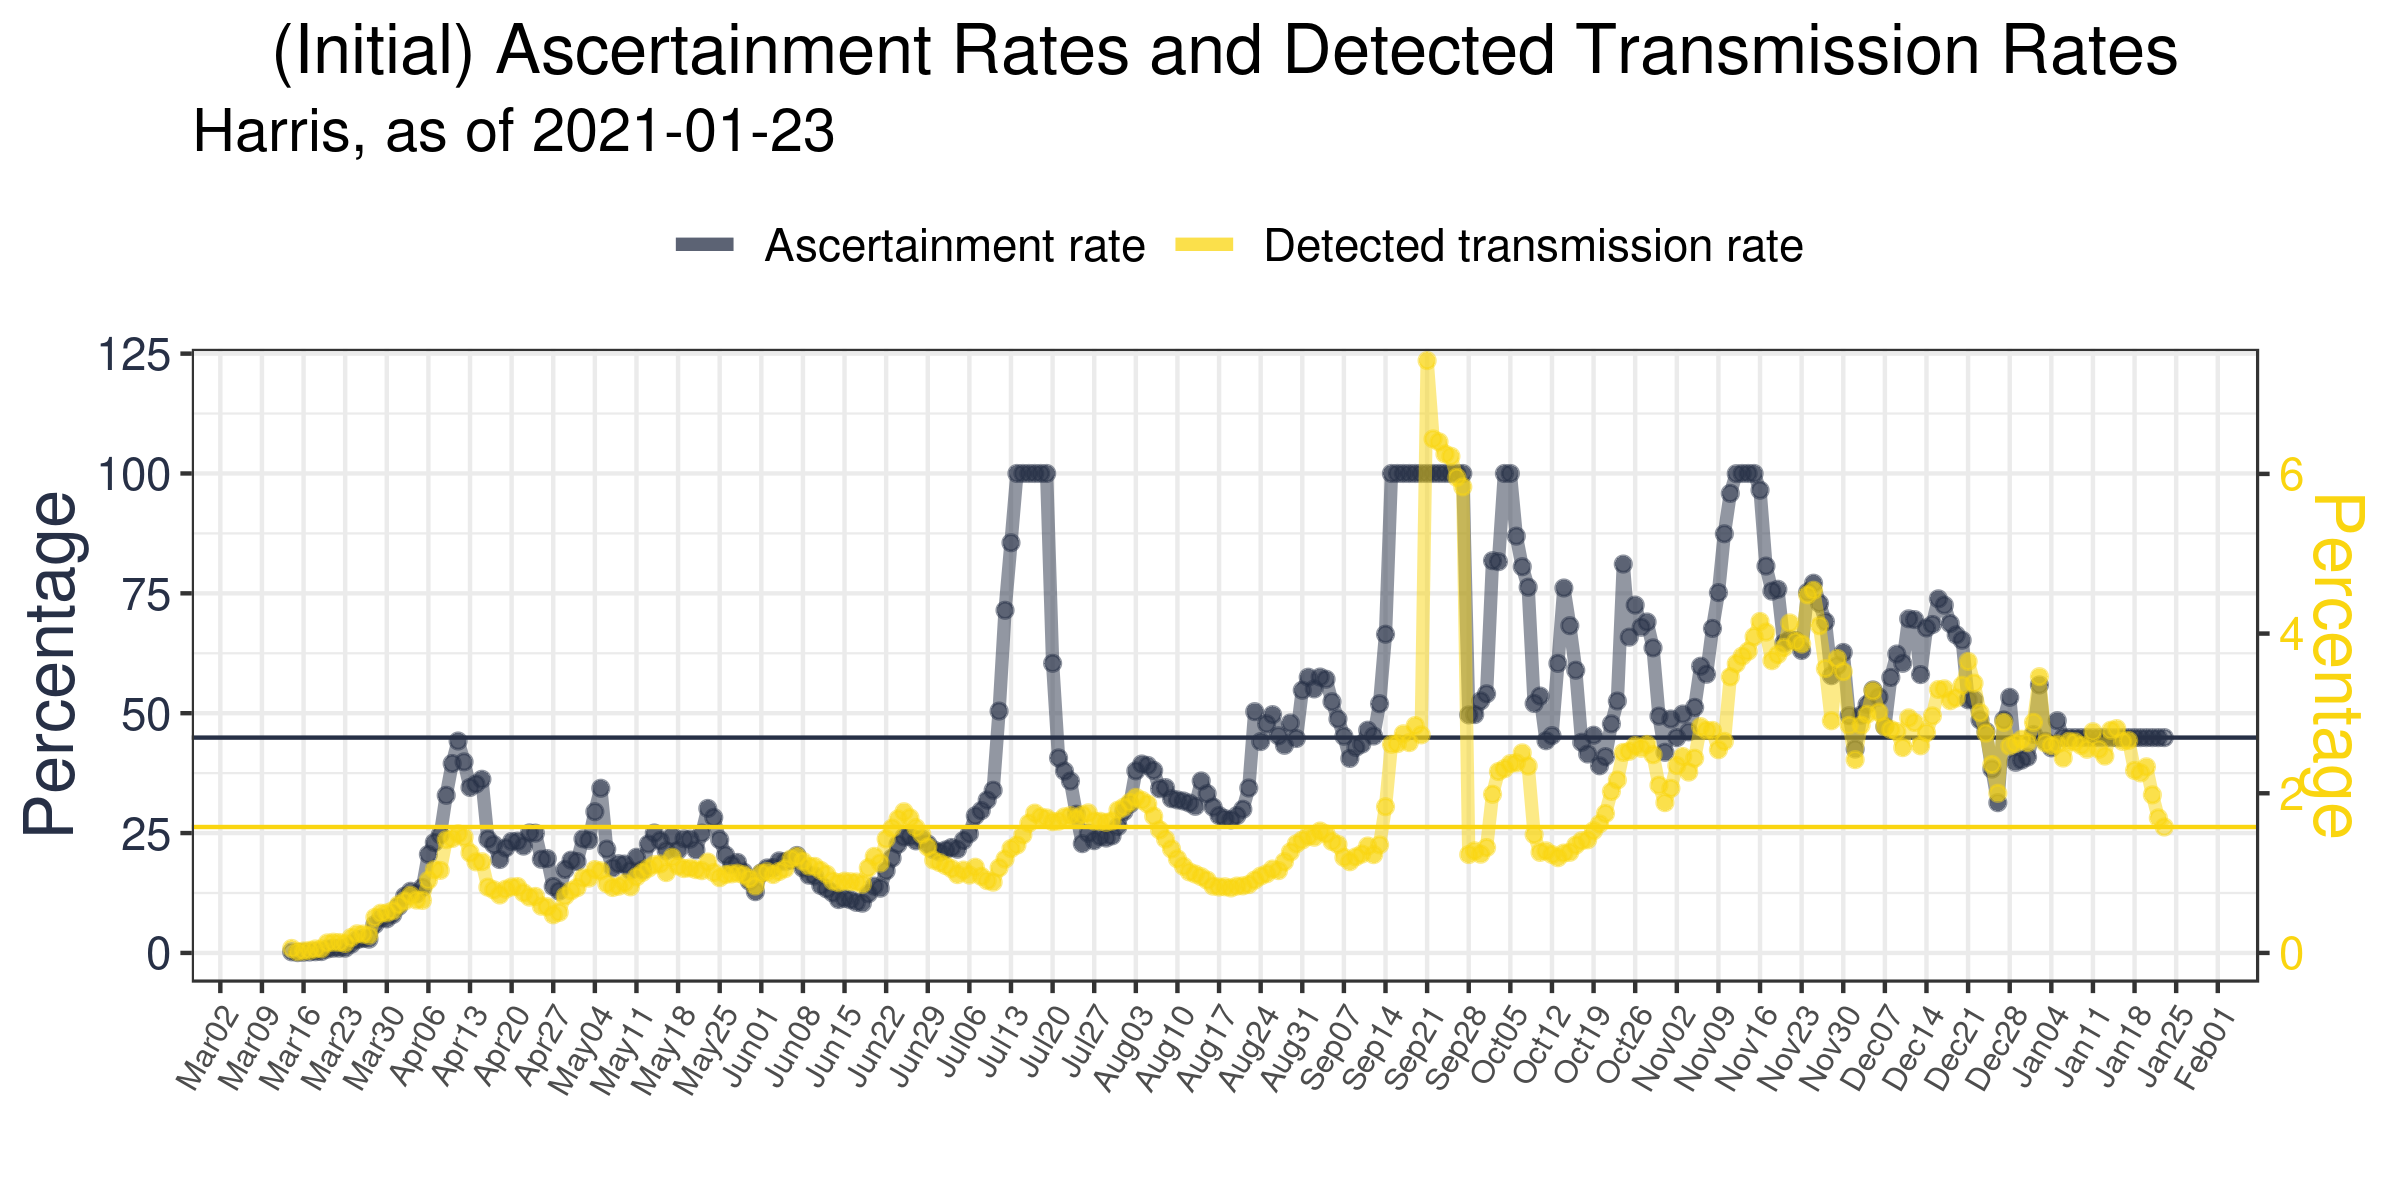 (Initial) Ascertainment Rates and Detected Transmission Rates
Harris, as of 2021-01-23
Ascertainment rate
Detected transmission rate
Percentage
125
100
75
50
25
0
6
4
2
0
Percentage
Mar02
Mar09
Mar16
Mar23
Mar30
Apr06
Apr13
Apr20
Apr27
May04
May11
May18
May25
Jun01
Jun08
Jun15
Jun22
Jun29
Jul06
Jul13
Jul20
Jul27
Aug03
Aug10
Aug17
Aug24
Aug31
Sep07
Sep14
Sep21
Sep28
Oct05
Oct12
Oct19
Oct26
Nov02
Nov09
Nov16
Nov23
Nov30
Dec07
Dec14
Dec21
Dec28
Jan04
Jan11
Jan18
Jan25
Feb01